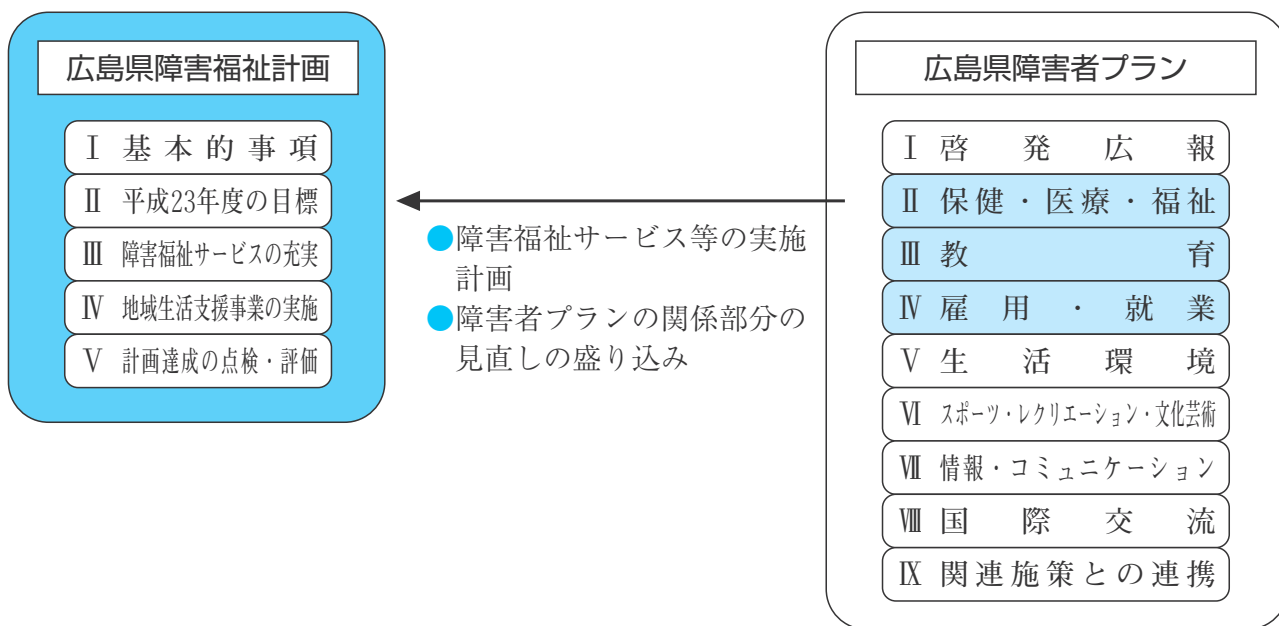 広島県障害福祉計画
Ⅰ 基本的事項
Ⅱ 平成23年度の目標
Ⅲ 障害福祉サービスの充実
Ⅳ 地域生活支援事業の実施
Ⅴ 計画達成の点検・評価
●障害福祉サービス等の実施
計画
●障害者プランの関係部分の
見直しの盛り込み
広島県障害者プラン
Ⅰ 啓発広報
Ⅱ 保健・医療・福祉
Ⅲ 教育
Ⅳ 雇用・就業
Ⅴ 生活環境
Ⅵ スポーツ・レクリエーション・文化芸術
Ⅶ 情報・コミュニケーション
Ⅷ 国際交流
Ⅸ 関連施策との連携